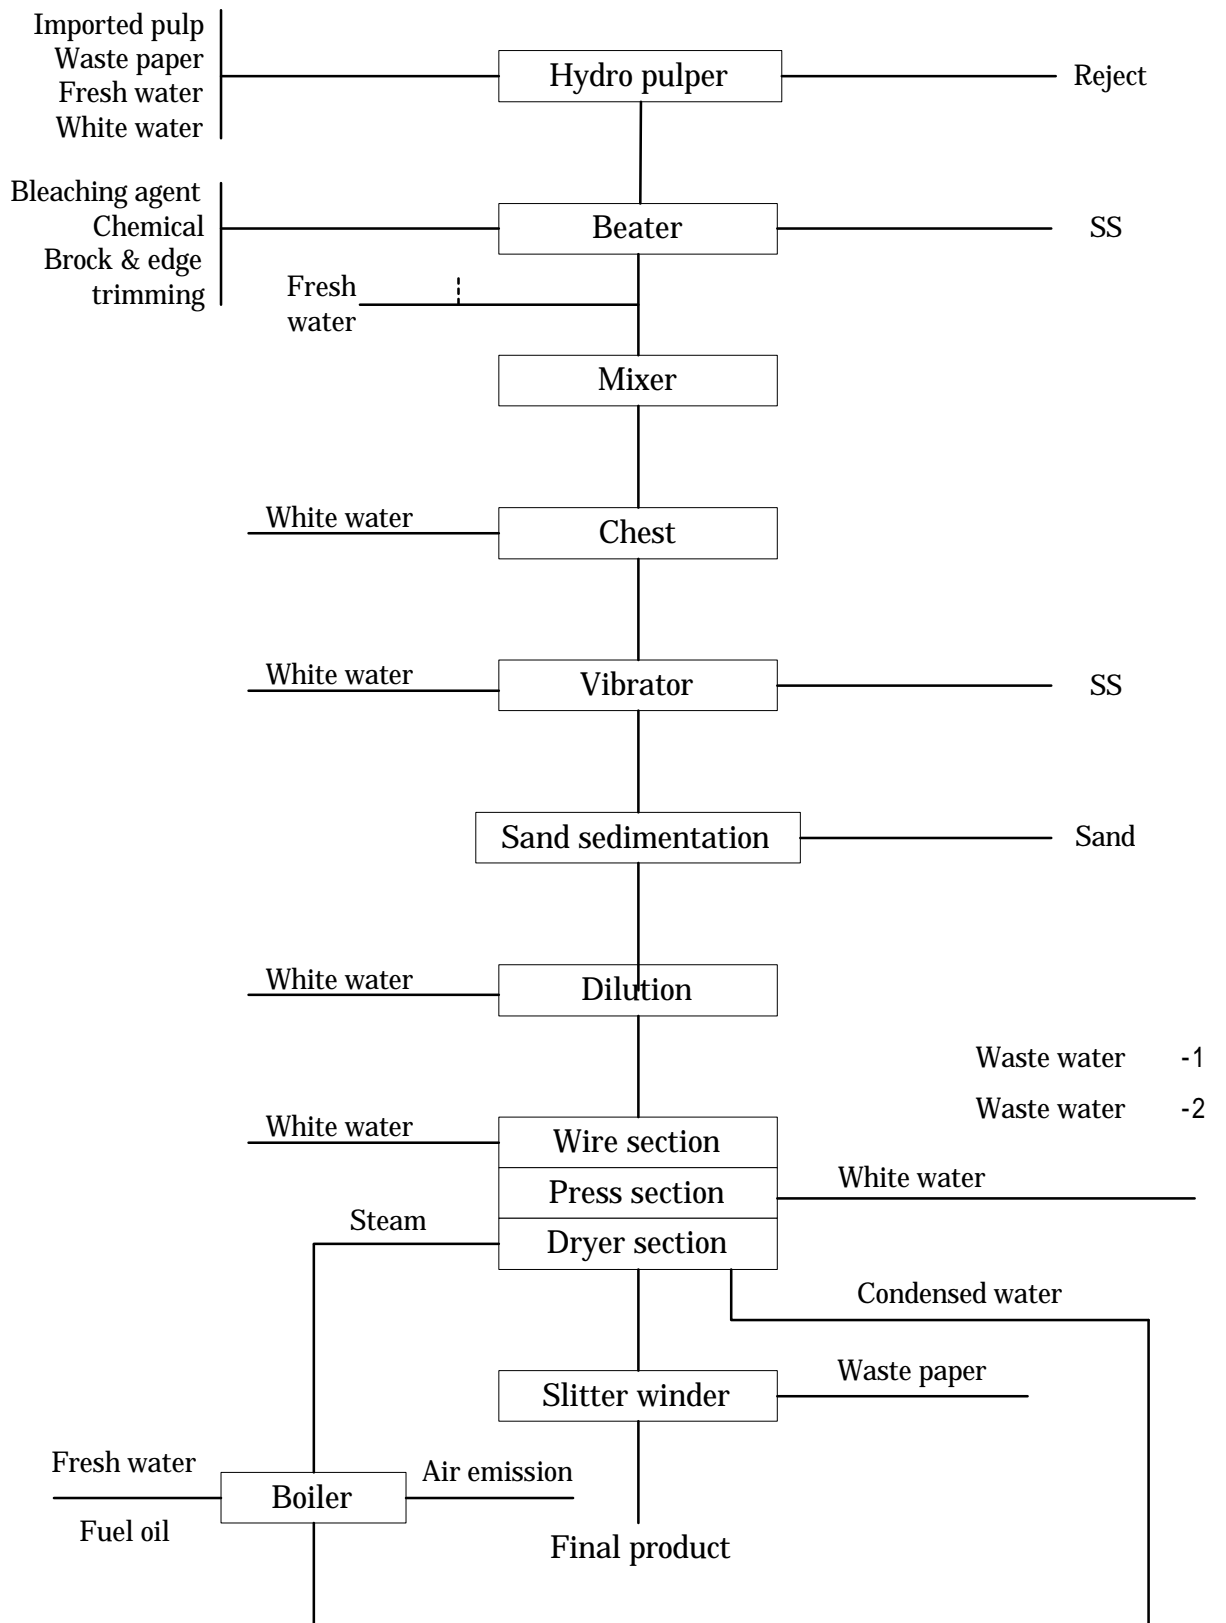 Imported pulp
Waste paper
Fresh water
White water
Hydro pulper
Reject
Bleaching agent
Chemical
Brock & edge
trimming
Beater
SS
Fresh
water
Mixer
White water
Chest
White water
Vibrator
SS
Sand sedimentation
Sand
White water
Dilution
Waste water -1
Waste water -2
White water
Wire section
Press section
White water
Steam
Dryer section
Condensed water
Slitter winder
Waste paper
Fresh water
Boiler
Air emission
Fuel oil
Final product